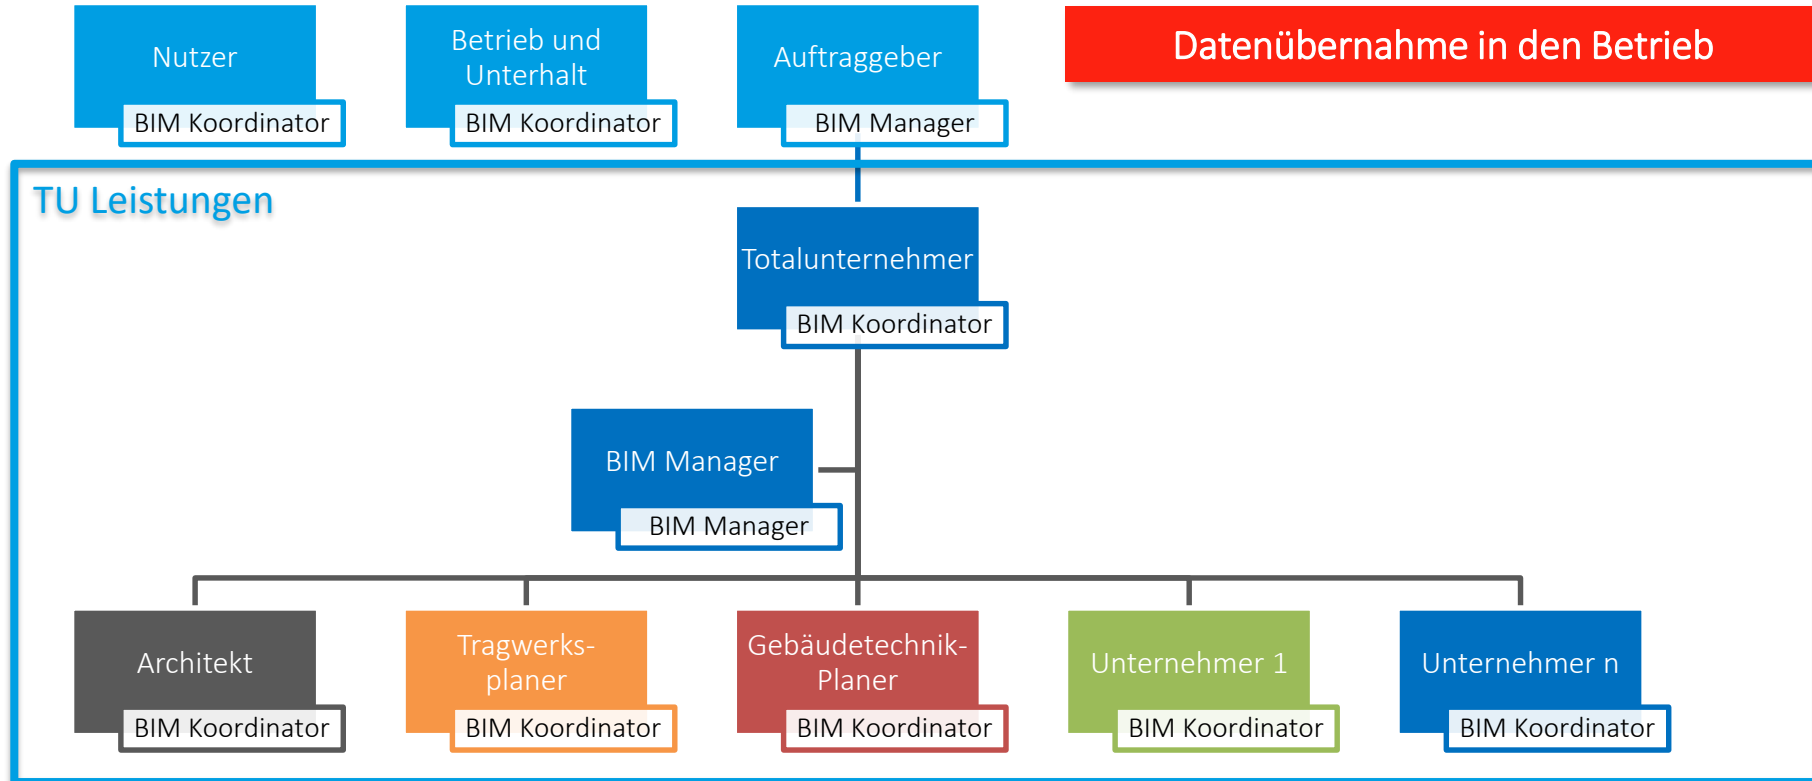 Nutzer
BIM Koordinator
Betrieb und
Unterhalt
BIM Koordinator
Auftraggeber
BIM Manager
Datenübernahme in den Betrieb
TU Leistungen
Totalunternehmer
BIM Koordinator
BIM Manager
BIM Manager
Architekt
BIM Koordinator
Tragwerks-
planer
BIM Koordinator
Gebäudetechnik-
Planer
BIM Koordinator
Unternehmer 1
BIM Koordinator
Unternehmer n
BIM Koordinator